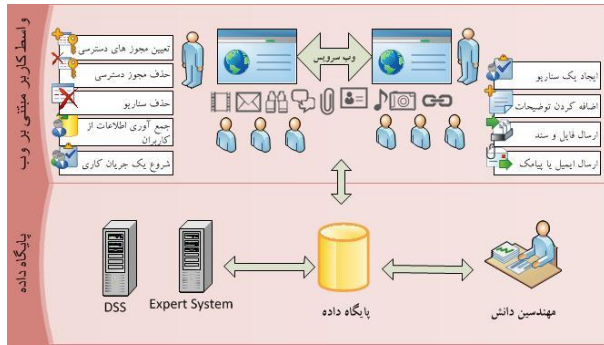 واسط کاربر مبتنی بر وب
تعیین مجوز های دسترسی
حذف مجوز دسترسی
حذف سناریو
جمع آوری اطلاعات از
کاربران
شروع یک جریان کاری
وب سرویس
ایجاد یک سناریو
اضافه کردن توضیحات
ارسال فایل و سند
ارسال ایمیل یا پیامک
پایگاه داده
DSS
Expert System
پایگاه داده
مهندسین دانش